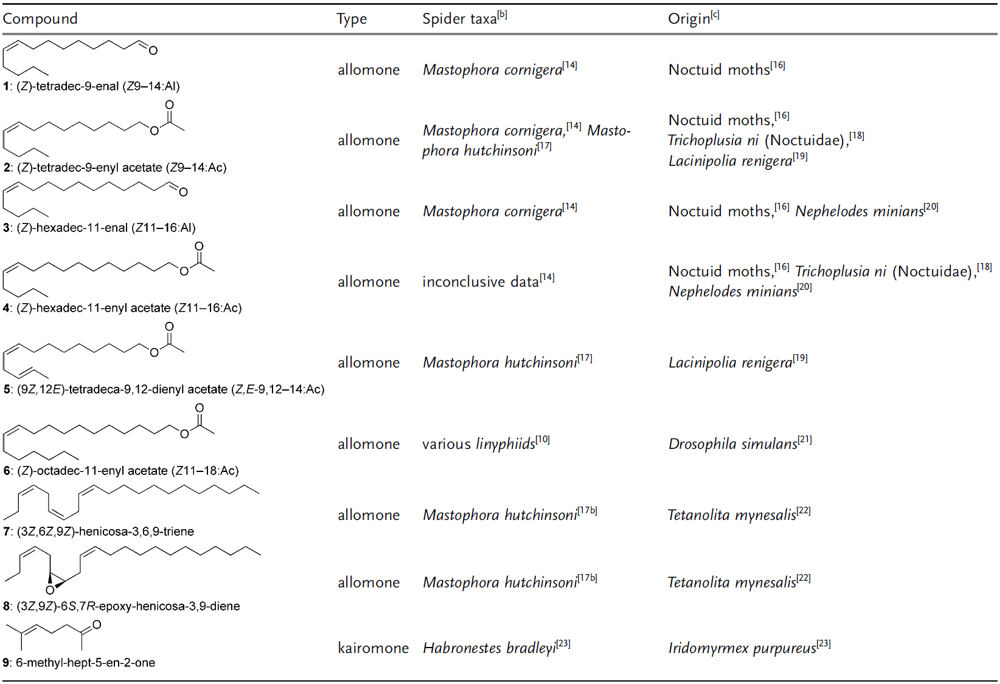 Compound Type Spider taxa[b] Origin[c]
O
allomone Mastophora cornigera[14] Noctuid moths[16]
1: (Z)-tetradec-9-enal (Z9–14:Al)
O
O
allomone Mastophora cornigera,[14] Masto-
phora hutchinsoni[17]
Noctuid moths,[16]
Trichoplusia ni (Noctuidae),[18]
Lacinipolia renigera[19]
2: (Z)-tetradec-9-enyl acetate (Z9–14:Ac)
O
allomone Mastophora cornigera[14] Noctuid moths,[16] Nephelodes minians[20]
3: (Z)-hexadec-11-enal (Z11–16:Al)
O
O
allomone inconclusive data[14]
Noctuid moths,[16] Trichoplusia ni (Noctuidae),[18]
Nephelodes minians[20]
4: (Z)-hexadec-11-enyl acetate (Z11–16:Ac)
O
O
allomone Mastophora hutchinsoni[17] Lacinipolia renigera[19]
5: (9Z,12E)-tetradeca-9,12-dienyl acetate (Z,E-9,12–14:Ac)
O
O
allomone various linyphiids[10] Drosophila simulans[21]
6: (Z)-octadec-11-enyl acetate (Z11–18:Ac)
allomone Mastophora hutchinsoni[17b] Tetanolita mynesalis[22]
7: (3Z,6Z,9Z)-henicosa-3,6,9-triene
O
allomone Mastophora hutchinsoni[17b] Tetanolita mynesalis[22]
8: (3Z,9Z)-6S,7R-epoxy-henicosa-3,9-diene
O
kairomone Habronestes bradleyi[23] Iridomyrmex purpureus[23]
9: 6-methyl-hept-5-en-2-one